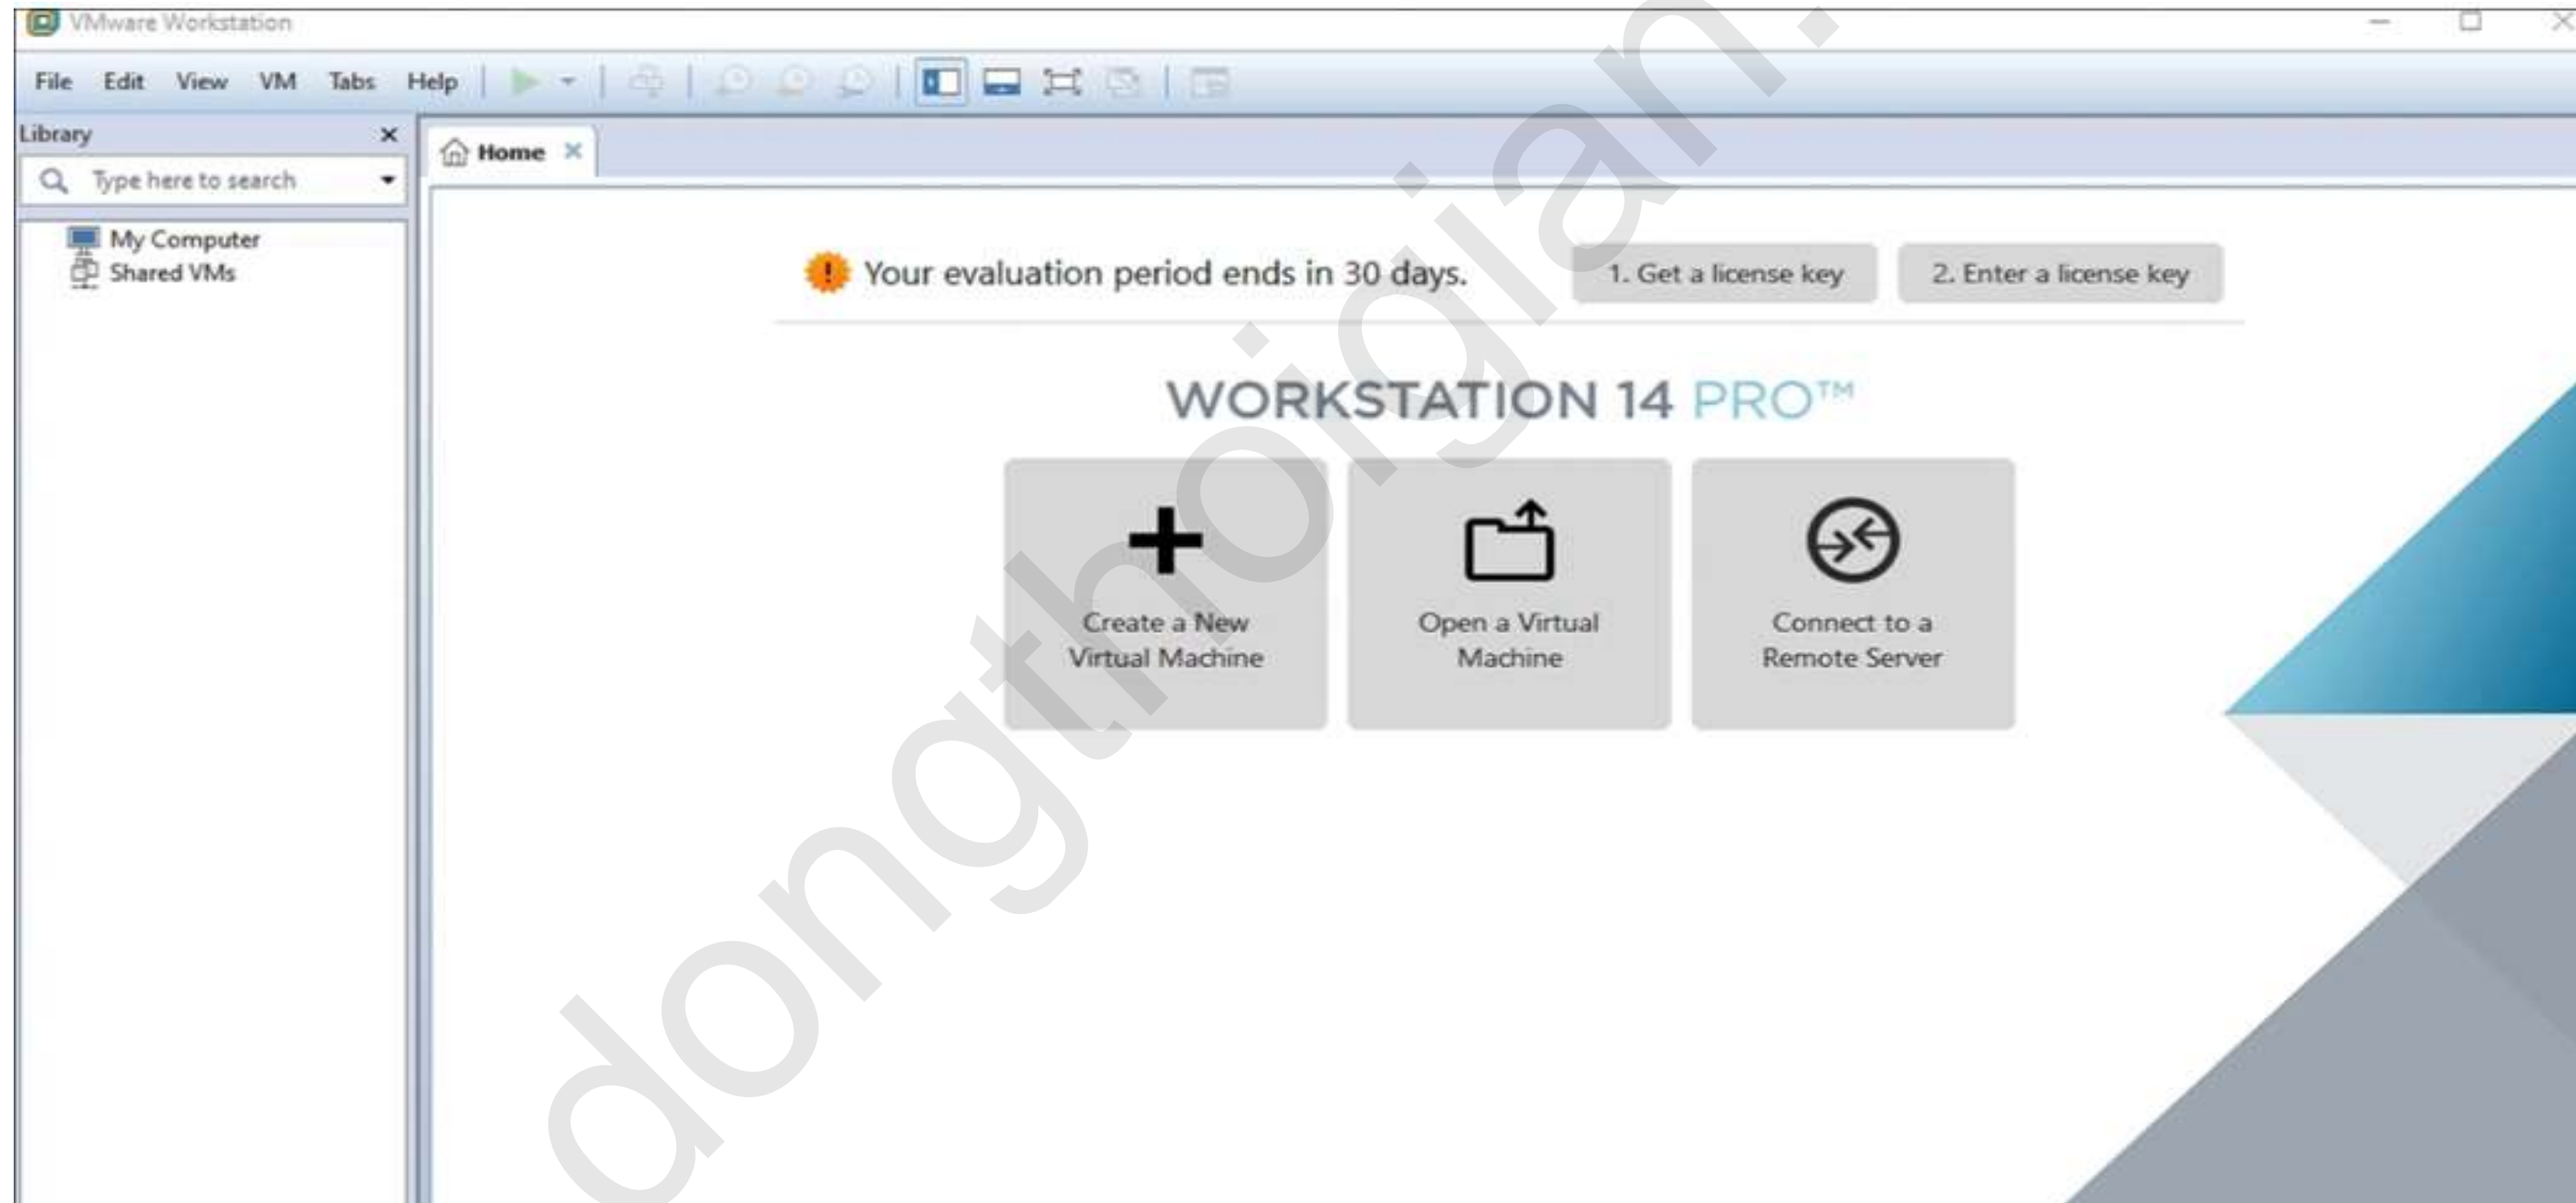 VMware Workstation
File Edit View VM Tabs Help
Library
Type here to search
My Computer
Shared VMs
Home
Your evaluation period ends in 30 days.
1. Get a license key
2. Enter a license key
WORKSTATION 14 PRO™
Create a New
Virtual Machine
Open a Virtual
Machine
Connect to a
Remote Server
dongthoigian.